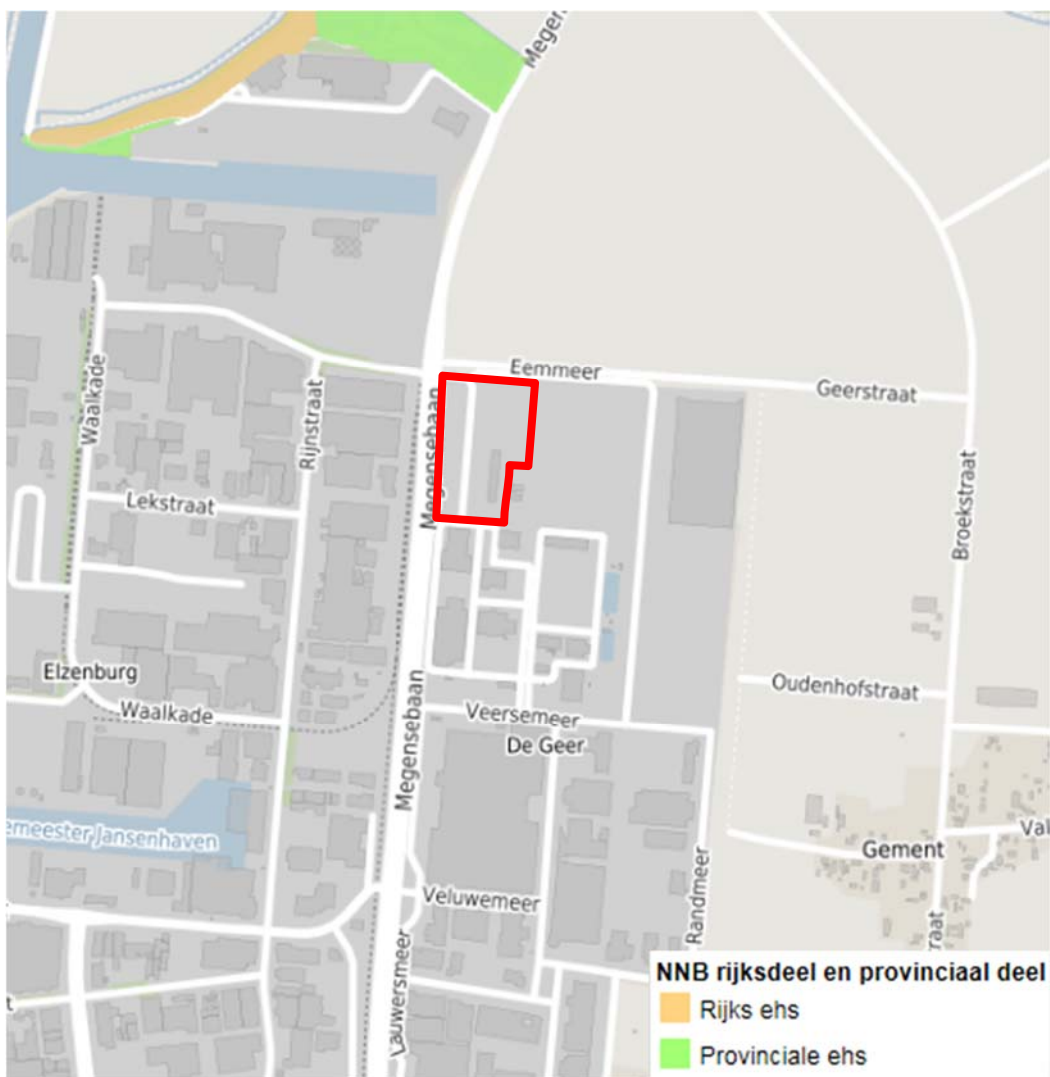 Megen
Eemmeer
Geerstraat
Waalkade
Rijnstraat
Megensebaan
Lekstraat
Broekstraat
Elzenburg
Waalkade
Oudenhofstraat
Megensebaan
Veersemeer
De Geer
emeester Jansenhaven
Val
Gement
Veluwemeer
Randmeer
traat
Lauwersmeer
t
NNB rijksdeel en provinciaal deel
Rijks ehs
Provinciale ehs